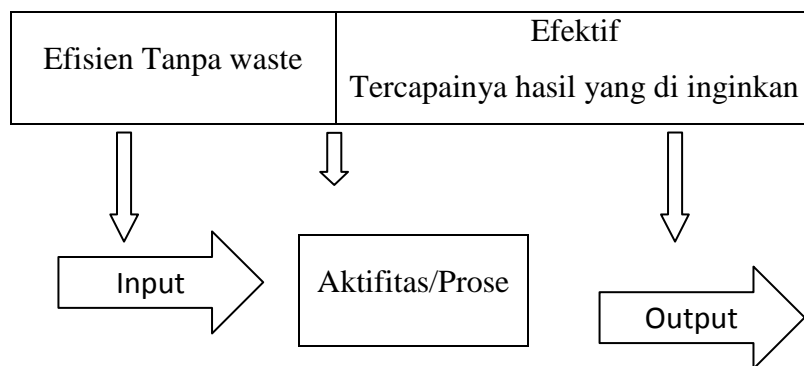 Efisien Tanpa waste
Efektif
Tercapainya hasil yang di inginkan
Input
Aktifitas/Prose
Output